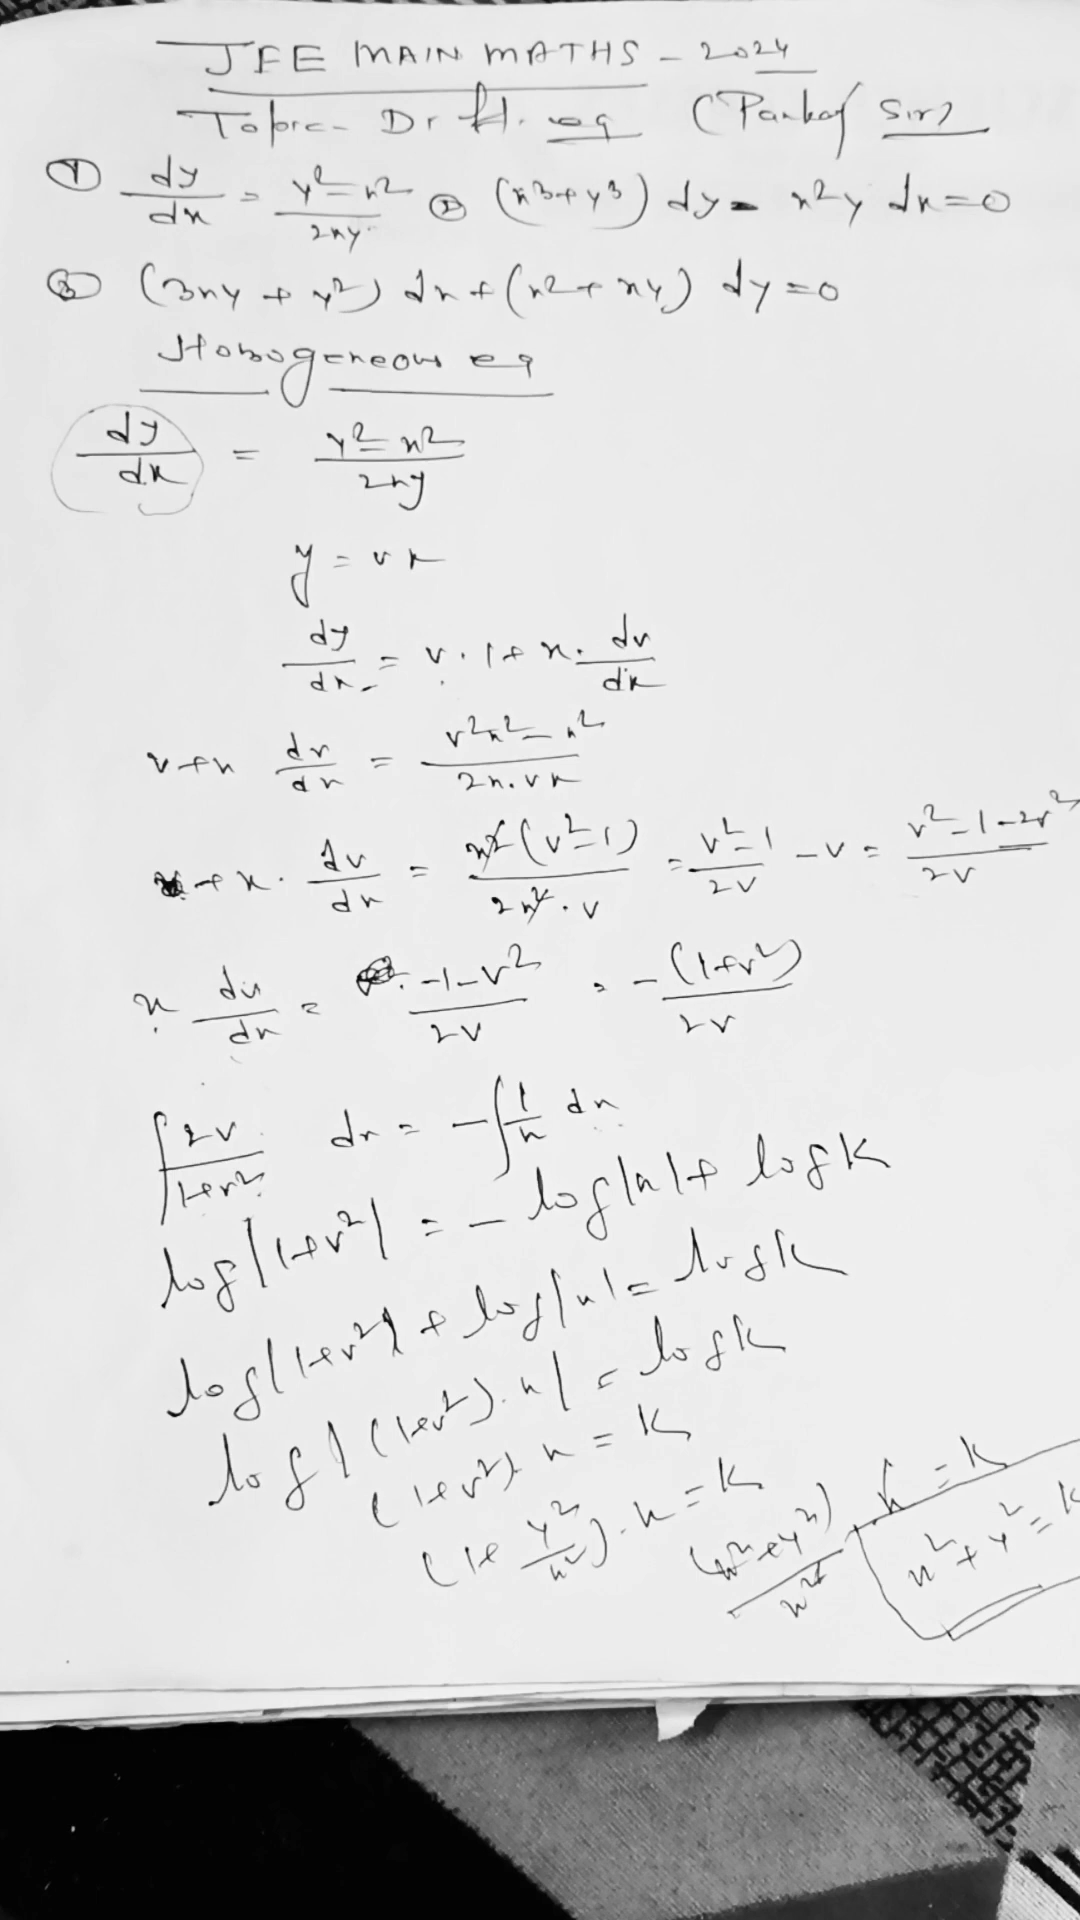 JEE MAIN MATHS - 2024
Topic - Diff. eq (Pankaj Sir)
① dy/dx = y²-x²/2xy ② (x³+y³) dy - x²y dx=0
③ (3xy + y²) dx + (x²+xy) dy=0
Homogeneous eq
dy/dx = y²-x²/2xy
y = vx
dy/dx = v.1+x. dv/dx
v+x dv/dx = v²x²-x²/2x.vx
v+x. dv/dx = x²(v²-1)/2x².v = v²-1/2v -v = v²-1-2v²/2v
x dv/dx = -1-v²/2v = -(1+v²)/2v
∫2v/1+v² dv = -∫1/x dx
log|1+v²| = - log|x|+ logk
log|1+v²| + log|x| = logk
log|(1+v²).x| = logk
(1+v²).x = k
(1+ y²/x²).x = k (x²+y²)/x² x = k
x²+y² = k